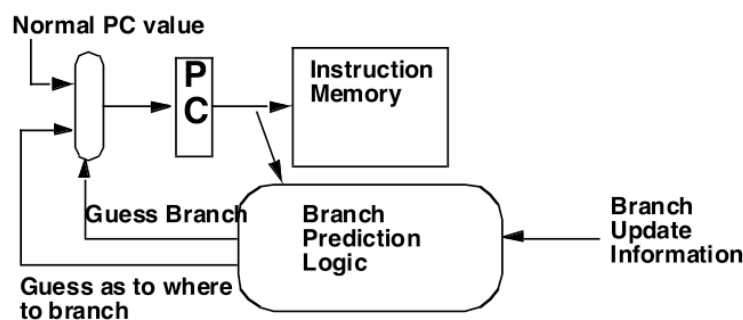 Normal PC value
P
C
Instruction
Memory
Guess Branch
Branch
Prediction
Logic
Branch
Update
Information
Guess as to where
to branch